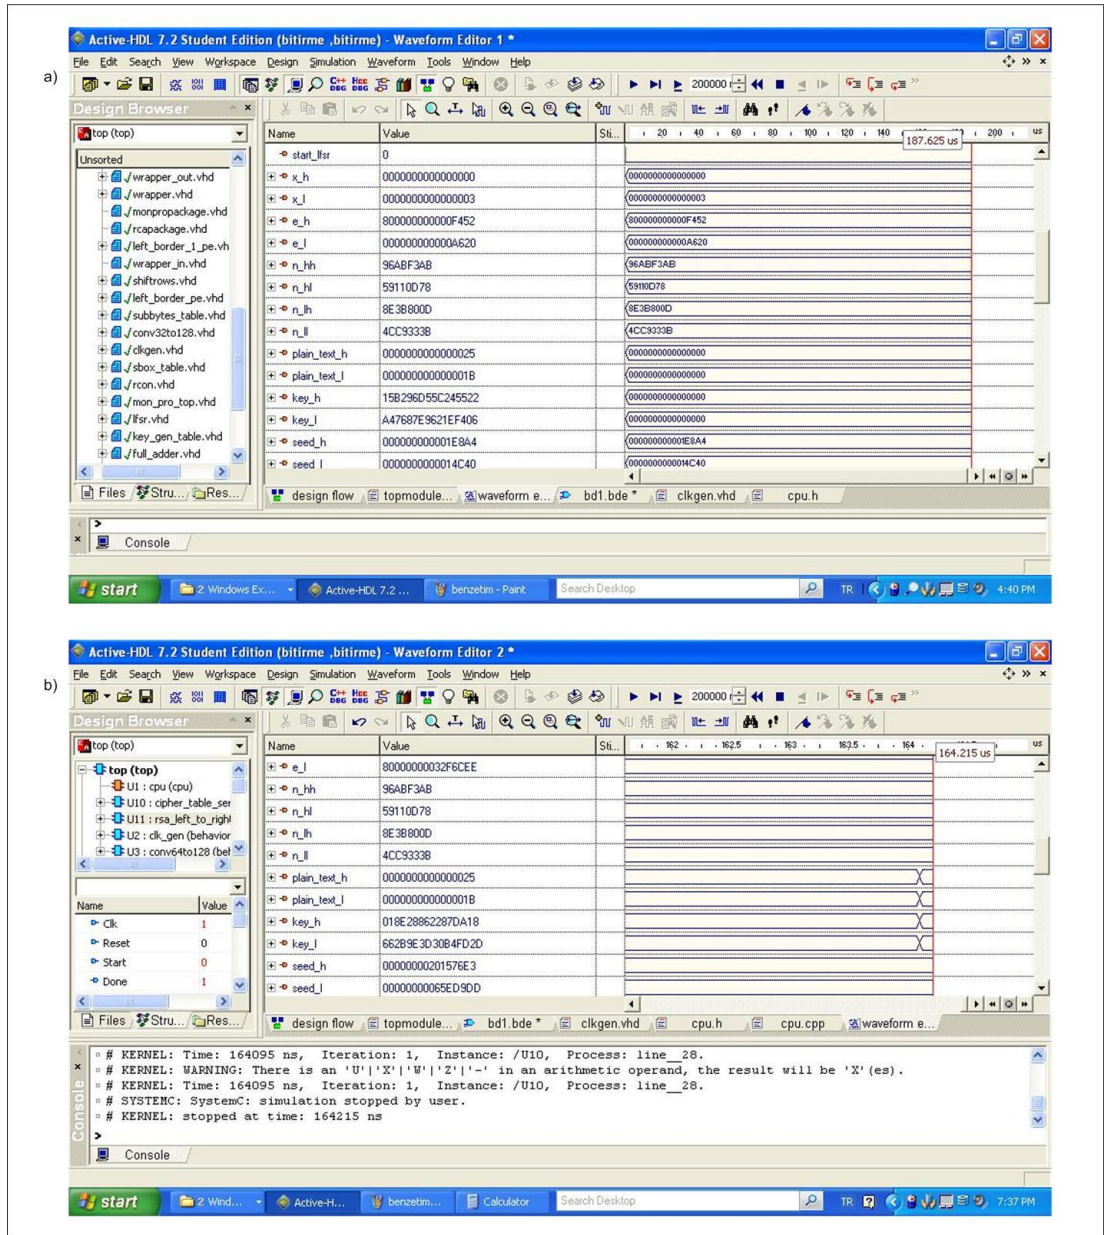 a)
Active-HDL 7.2 Student Edition (bitirme ,bitirme) - Waveform Editor 1 *
File Edit Search View Workspace Design Simulation Waveform Tools Window Help
200000
Design Browser
top (top)
Unsorted
wrapper_out.vhd
wrapper.vhd
monpropackage.vhd
rcapackage.vhd
left_border_1_pe.vh
wrapper_in.vhd
shiftrows.vhd
left_border_pe.vhd
subbytes_table.vhd
conv32to128.vhd
clkgen.vhd
sbox_table.vhd
rcon.vhd
mon_pro_top.vhd
lfsr.vhd
key_gen_table.vhd
full_adder.vhd
Files Stru... Res...
Name Value Sti... 20 40 60 80 100 120 140 200 us
187.625 us
start_lfsr 0
x_h 0000000000000000 0000000000000000
x_l 0000000000000003 0000000000000003
e_h 800000000000F452 800000000000F452
e_l 000000000000A620 000000000000A620
n_hh 96ABF3AB 96ABF3AB
n_hl 59110D78 59110D78
n_lh 8E3B800D 8E3B800D
n_ll 4CC9333B 4CC9333B
plain_text_h 0000000000000025 0000000000000000
plain_text_l 000000000000001B 0000000000000000
key_h 15B296D55C245522 0000000000000000
key_l A47687E9621EF406 0000000000000000
seed_h 000000000001E8A4 000000000001E8A4
seed_l 0000000000014C40 0000000000014C40
design flow topmodule... waveform e... bd1.bde * clkgen.vhd cpu.h
>
Console
start 2 Windows Ex... Active-HDL 7.2 ... benzetim - Paint Search Desktop TR 4:40 PM
b)
Active-HDL 7.2 Student Edition (bitirme ,bitirme) - Waveform Editor 2 *
File Edit Search View Workspace Design Simulation Waveform Tools Window Help
200000
Design Browser
top (top)
top (top)
U1 : cpu (cpu)
U10 : cipher_table_ser
U11 : rsa_left_to_right
U2 : clk_gen (behavior
U3 : conv64to128 (beh
Name Value
Clk 1
Reset 0
Start 0
Done 1
Files Stru... Res...
Name Value Sti... 162 162.5 163 163.5 164 us
164.215 us
e_l 80000000032F6CEE
n_hh 96ABF3AB
n_hl 59110D78
n_lh 8E3B800D
n_ll 4CC9333B
plain_text_h 0000000000000025
plain_text_l 000000000000001B
key_h 018E28862287DA18
key_l 662B9E3D30B4FD2D
seed_h 00000000201576E3
seed_l 00000000065ED9DD
design flow topmodule... bd1.bde * clkgen.vhd cpu.h cpu.cpp waveform e...
# KERNEL: Time: 164095 ns, Iteration: 1, Instance: /U10, Process: line__28.
# KERNEL: WARNING: There is an 'U'|'X'|'W'|'Z'|'-' in an arithmetic operand, the result will be 'X'(es).
# KERNEL: Time: 164095 ns, Iteration: 1, Instance: /U10, Process: line__28.
# SYSTEMC: SystemC: simulation stopped by user.
# KERNEL: stopped at time: 164215 ns
>
Console
Console
start 2 Wind... Active-H... benzetim... Calculator Search Desktop TR 7:37 PM